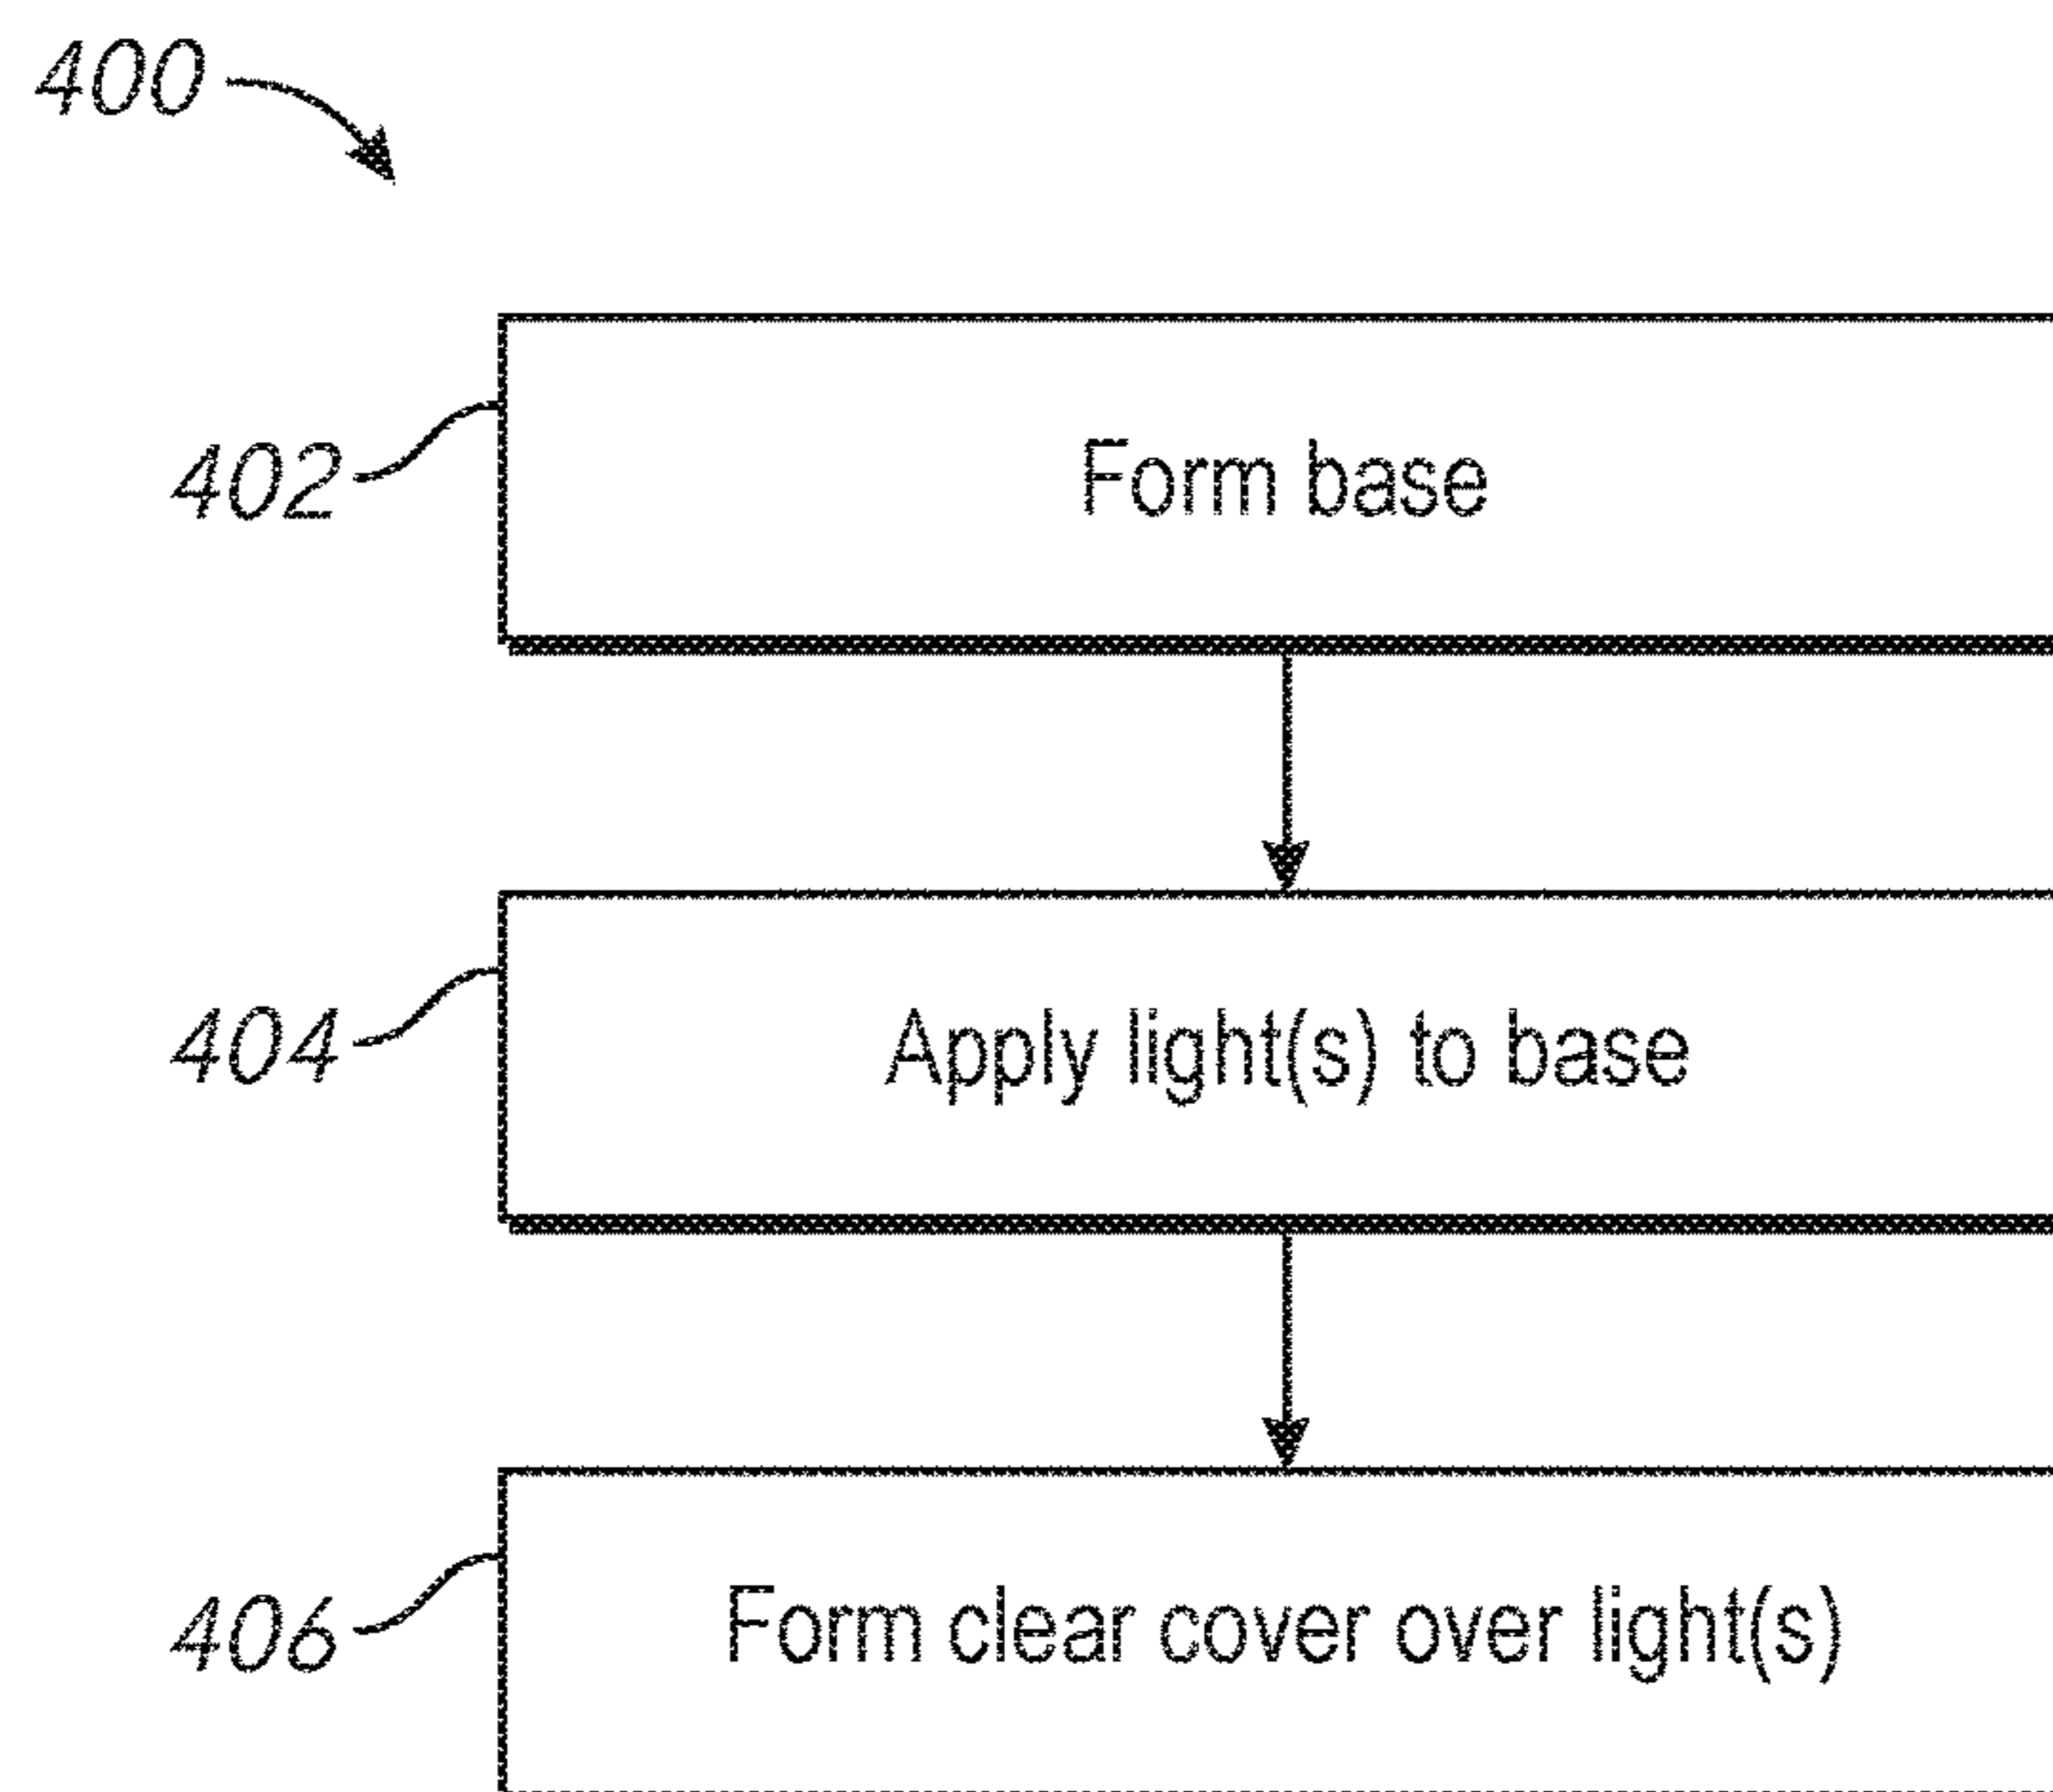 400
402
Form base
404
Apply light(s) to base
406
Form clear cover over light(s)